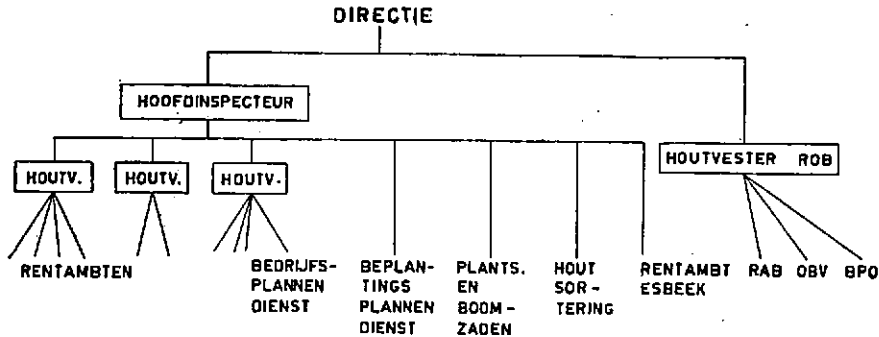 DIRECTIE
HOOFDINSPECTEUR
HOUTV. HOUTV. HOUTV.
HOUTVESTER ROB
RENTAMBTEN
BEDRIJFS-
PLANNEN
DIENST
BEPLAN-
TINGS
PLANNEN
DIENST
PLANTS.
EN
BOOM-
ZADEN
HOUT
SOR-
TERING
RENTAMBT
ESBEEK
RAB OBV BPO